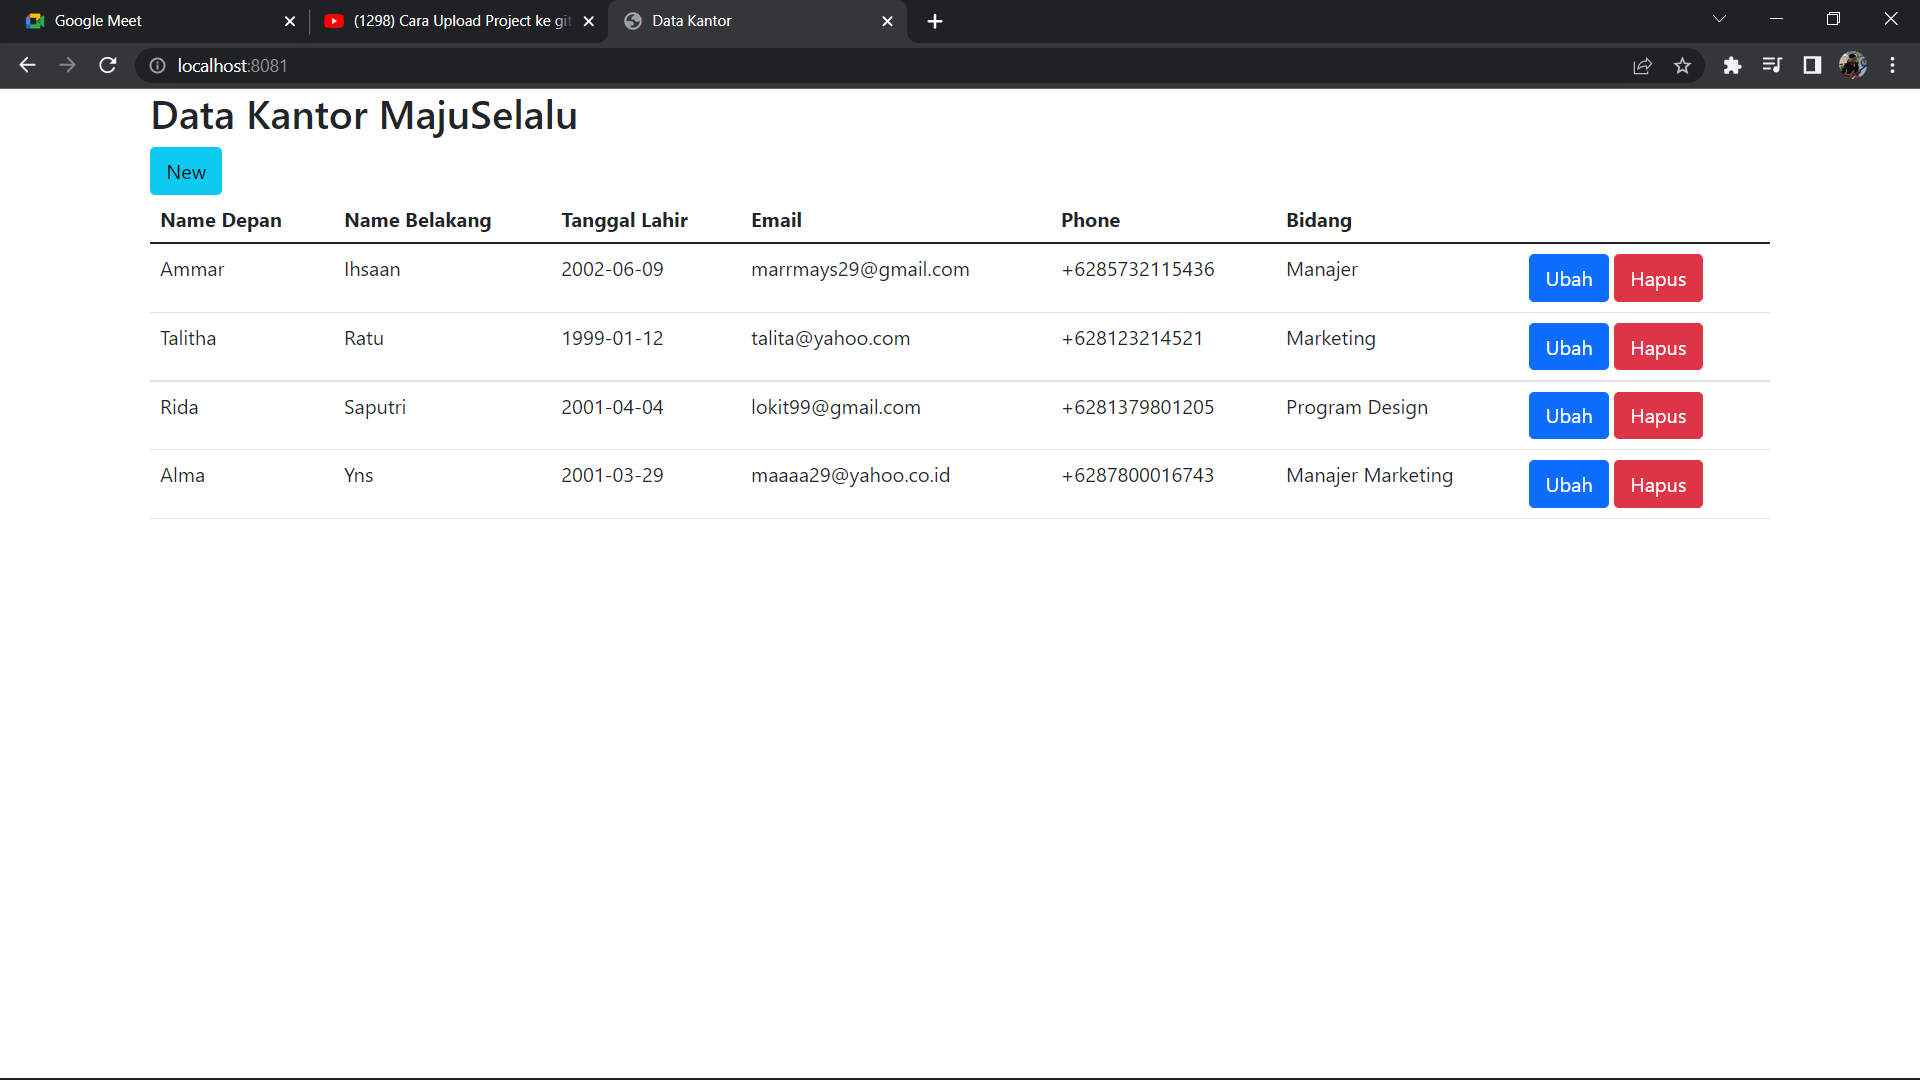 Google Meet
(1298) Cara Upload Project ke git
Data Kantor
localhost:8081
Data Kantor MajuSelalu
New
Name Depan Name Belakang Tanggal Lahir Email Phone Bidang
Ammar Ihsaan 2002-06-09 marrmays29@gmail.com +6285732115436 Manajer Ubah Hapus
Talitha Ratu 1999-01-12 talita@yahoo.com +628123214521 Marketing Ubah Hapus
Rida Saputri 2001-04-04 lokit99@gmail.com +6281379801205 Program Design Ubah Hapus
Alma Yns 2001-03-29 maaaa29@yahoo.co.id +6287800016743 Manajer Marketing Ubah Hapus